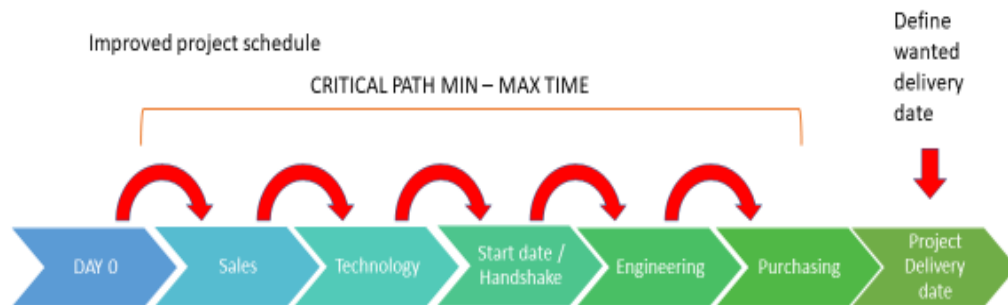 Define
wanted
delivery
date
Improved project schedule
CRITICAL PATH MIN – MAX TIME
DAY 0
Sales
Technology
Start date /
Handshake
Engineering
Purchasing
Project
Delivery
date